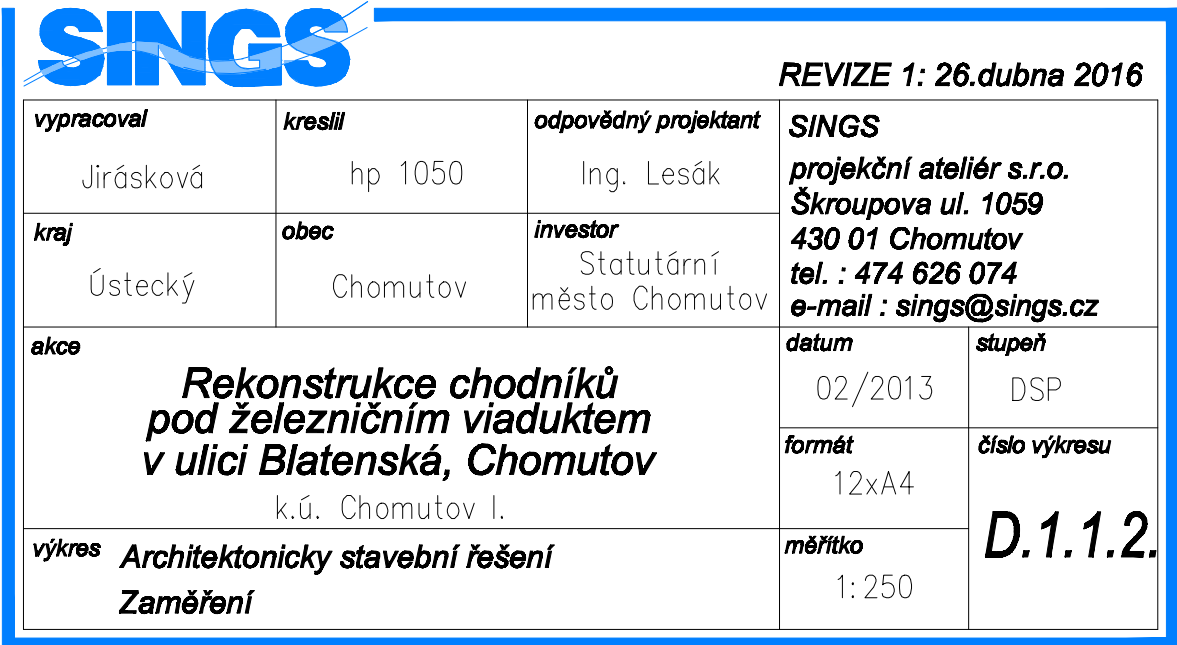 SINGS
REVIZE 1: 26.dubna 2016
vypracoval
Jirásková
kreslil
hp 1050
odpovědný projektant
Ing. Lesák
SINGS
projekční ateliér s.r.o.
Škroupova ul. 1059
430 01 Chomutov
tel. : 474 626 074
e-mail : sings@sings.cz
kraj
Ústecký
obec
Chomutov
investor
Statutární
město Chomutov
akce
Rekonstrukce chodníků
pod železničním viaduktem
v ulici Blatenská, Chomutov
k.ú. Chomutov I.
datum
02/2013
stupeň
DSP
formát
12xA4
číslo výkresu
D.1.1.2.
výkres
Architektonicky stavební řešení
Zaměření
měřítko
1:250